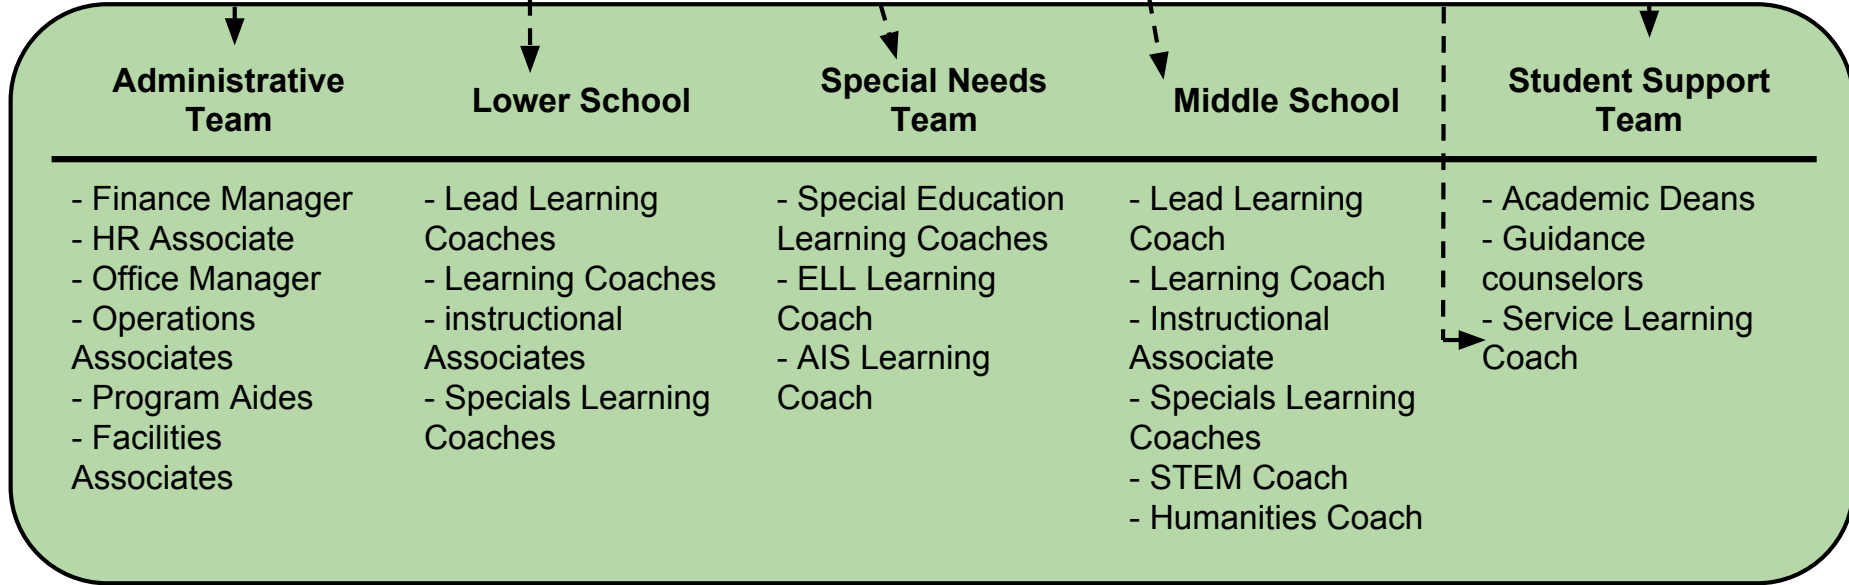 Administrative
Team
Lower School
Special Needs
Team
Middle School
Student Support
Team
- Finance Manager
- HR Associate
- Office Manager
- Operations
Associates
- Program Aides
- Facilities
Associates
- Lead Learning
Coaches
- Learning Coaches
- instructional
Associates
- Specials Learning
Coaches
- Special Education
Learning Coaches
- ELL Learning
Coach
- AIS Learning
Coach
- Lead Learning
Coach
- Learning Coach
- Instructional
Associate
- Specials Learning
Coaches
- STEM Coach
- Humanities Coach
- Academic Deans
- Guidance
counselors
- Service Learning
Coach